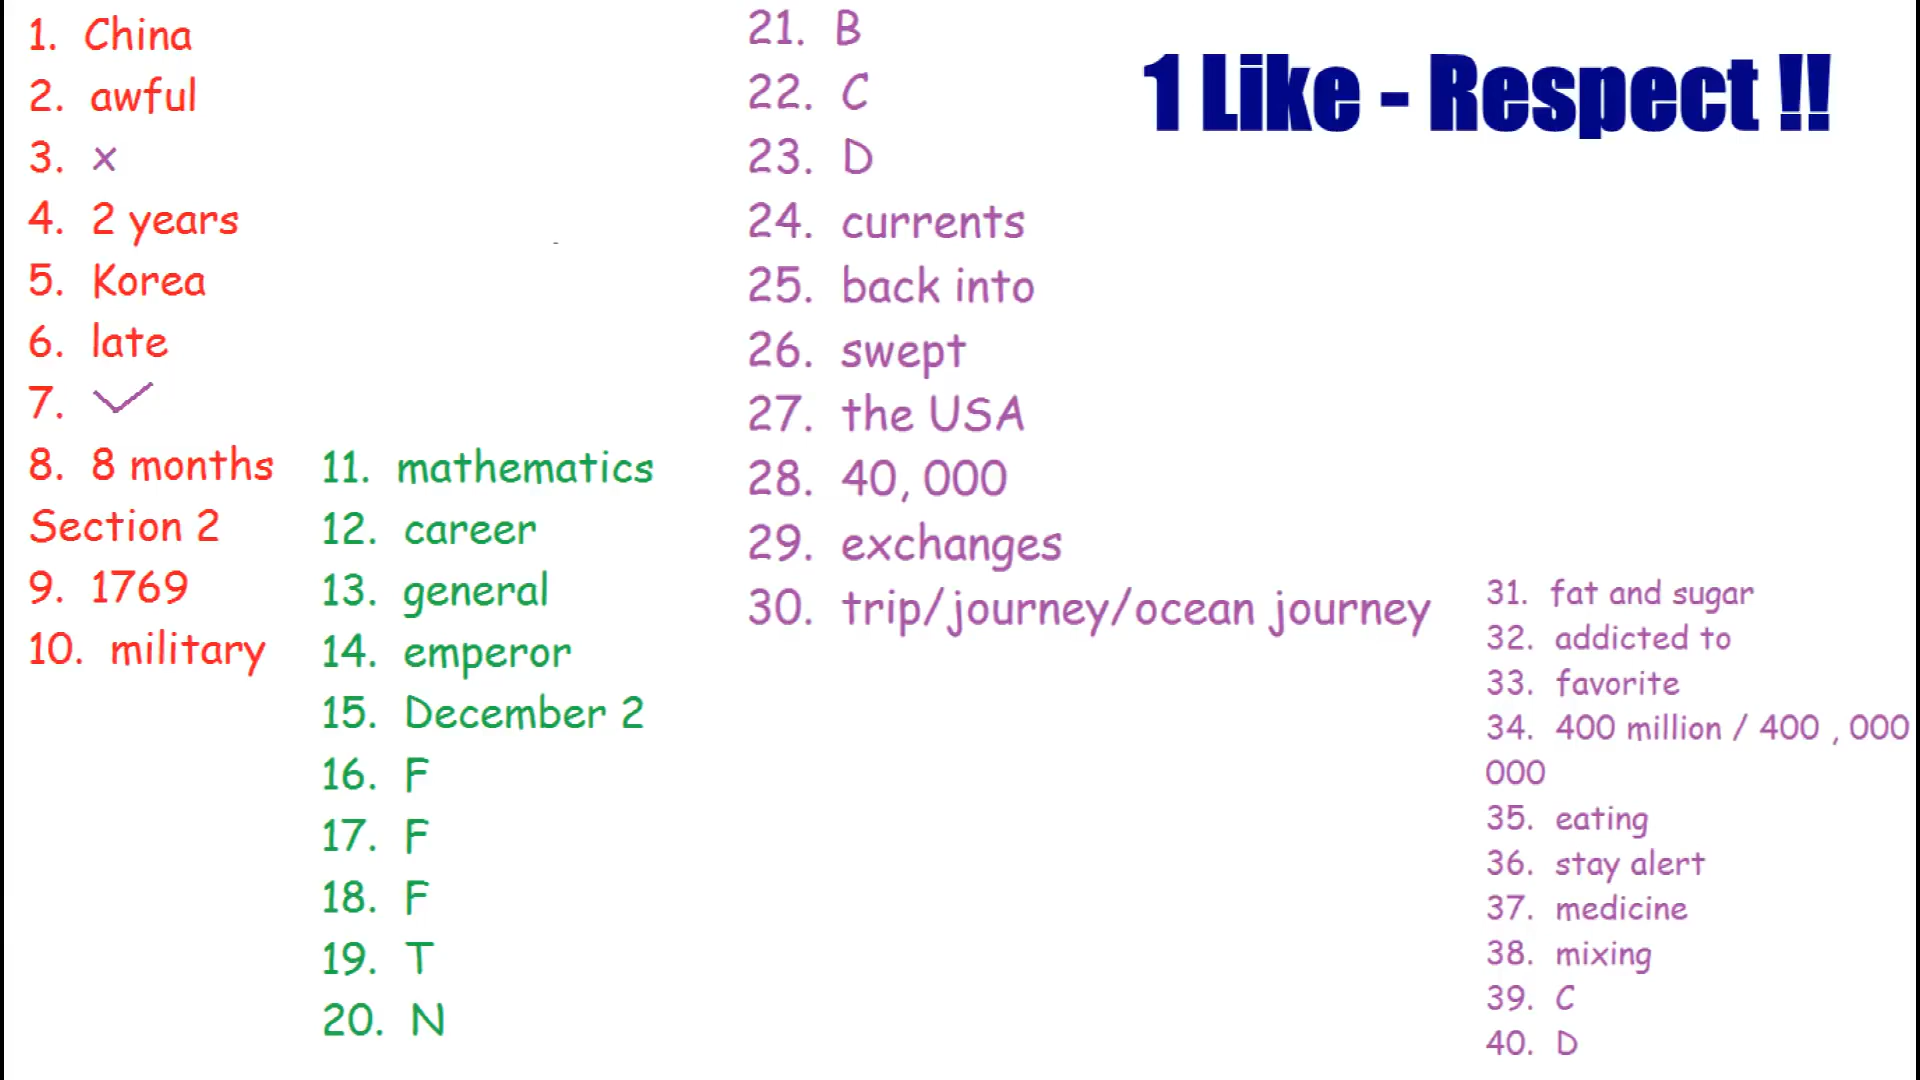 1. China
2. awful
3. x
4. 2 years
5. Korea
6. late
7. ✓
8. 8 months
Section 2
9. 1769
10. military
11. mathematics
12. career
13. general
14. emperor
15. December 2
16. F
17. F
18. F
19. T
20. N
21. B
22. C
23. D
24. currents
25. back into
26. swept
27. the USA
28. 40, 000
29. exchanges
30. trip/journey/ocean journey
1 Like - Respect !!
31. fat and sugar
32. addicted to
33. favorite
34. 400 million / 400 , 000
000
35. eating
36. stay alert
37. medicine
38. mixing
39. C
40. D